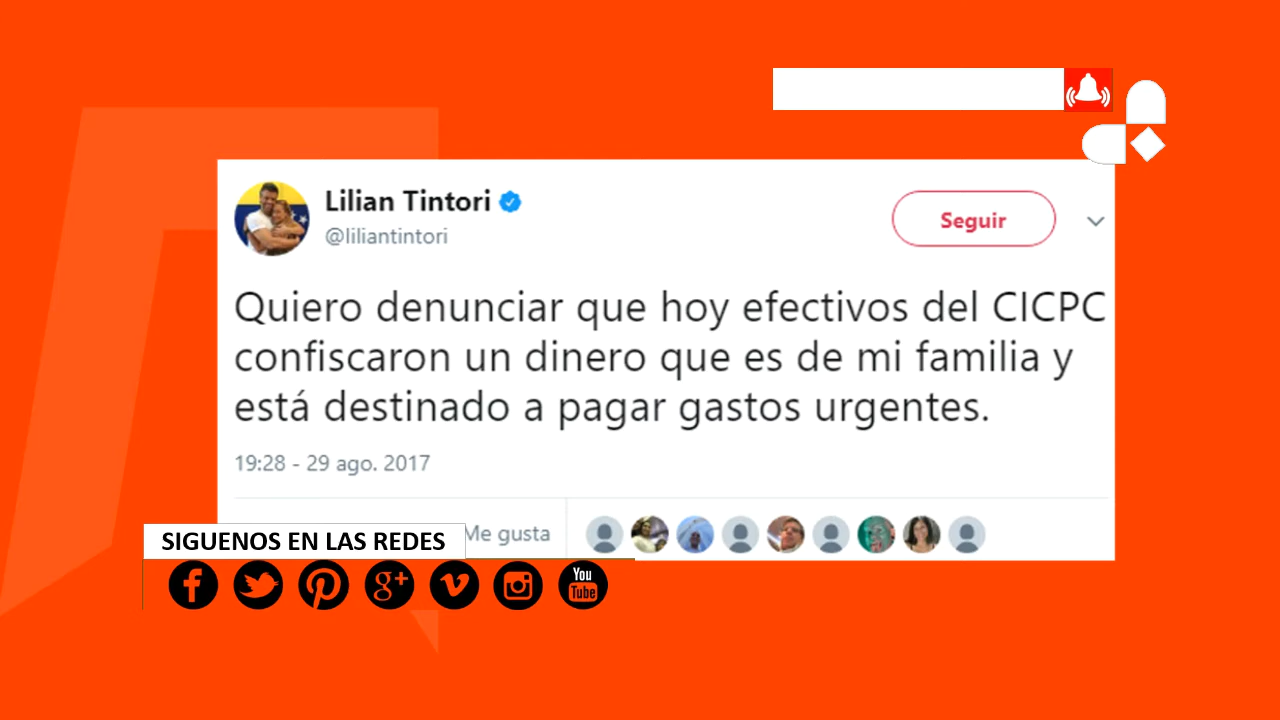 Lilian Tintori
@liliantintori
Seguir
Quiero denunciar que hoy efectivos del CICPC
confiscaron un dinero que es de mi familia y
está destinado a pagar gastos urgentes.
19:28 - 29 ago. 2017
Me gusta
SIGUENOS EN LAS REDES
You
Tube